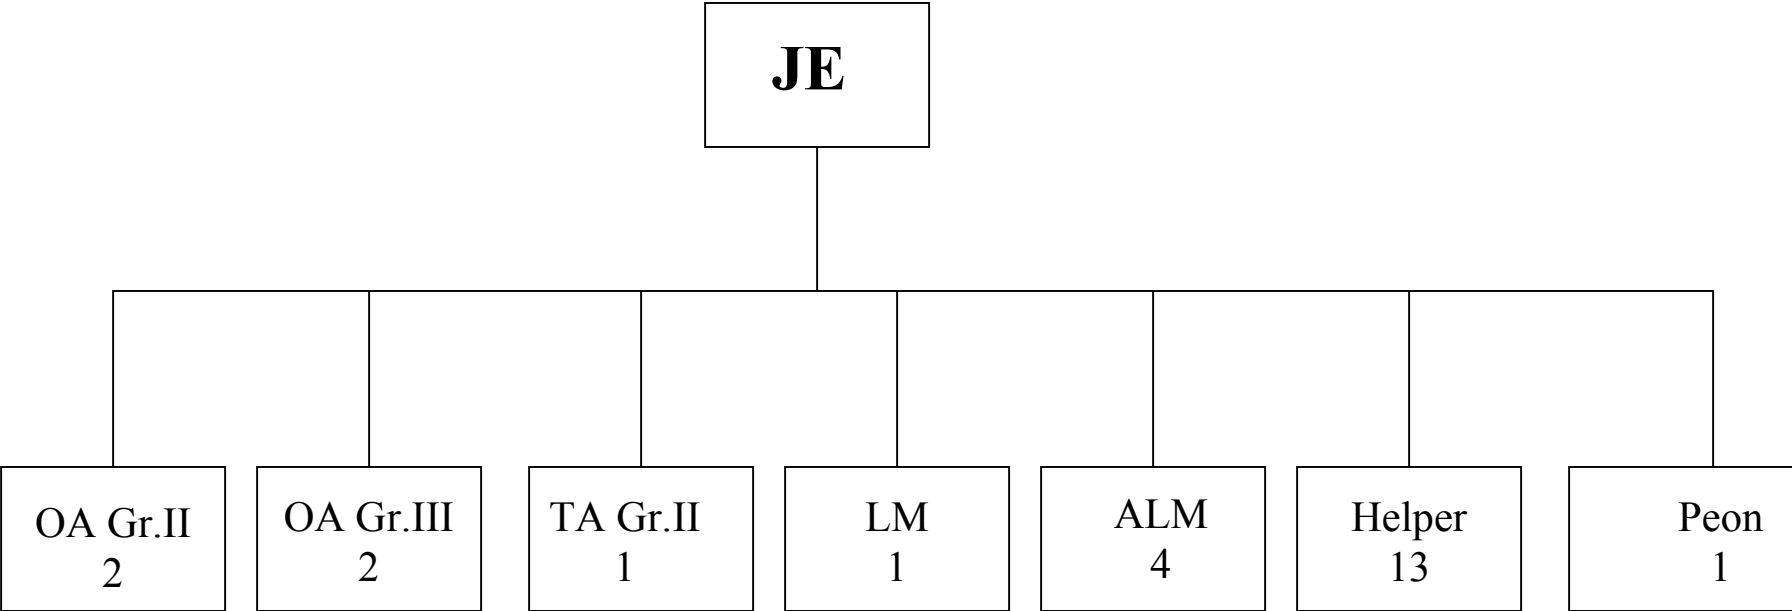 JE
OA Gr.II
2
OA Gr.III
2
TA Gr.II
1
LM
1
ALM
4
Helper
13
Peon
1